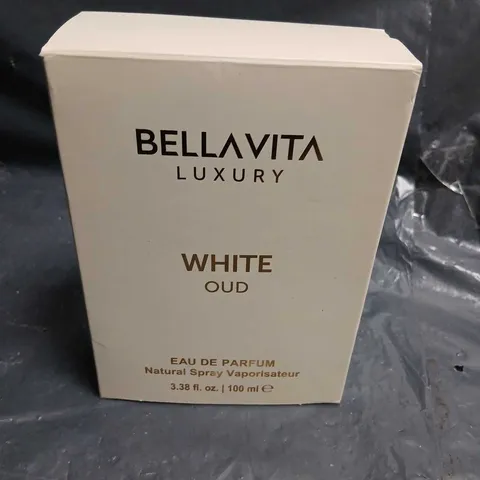 BELLAVITA
LUXURY
WHITE
OUD
EAU DE PARFUM
Natural Spray Vaporisateur
3.38 fl. oz. | 100 ml ℮